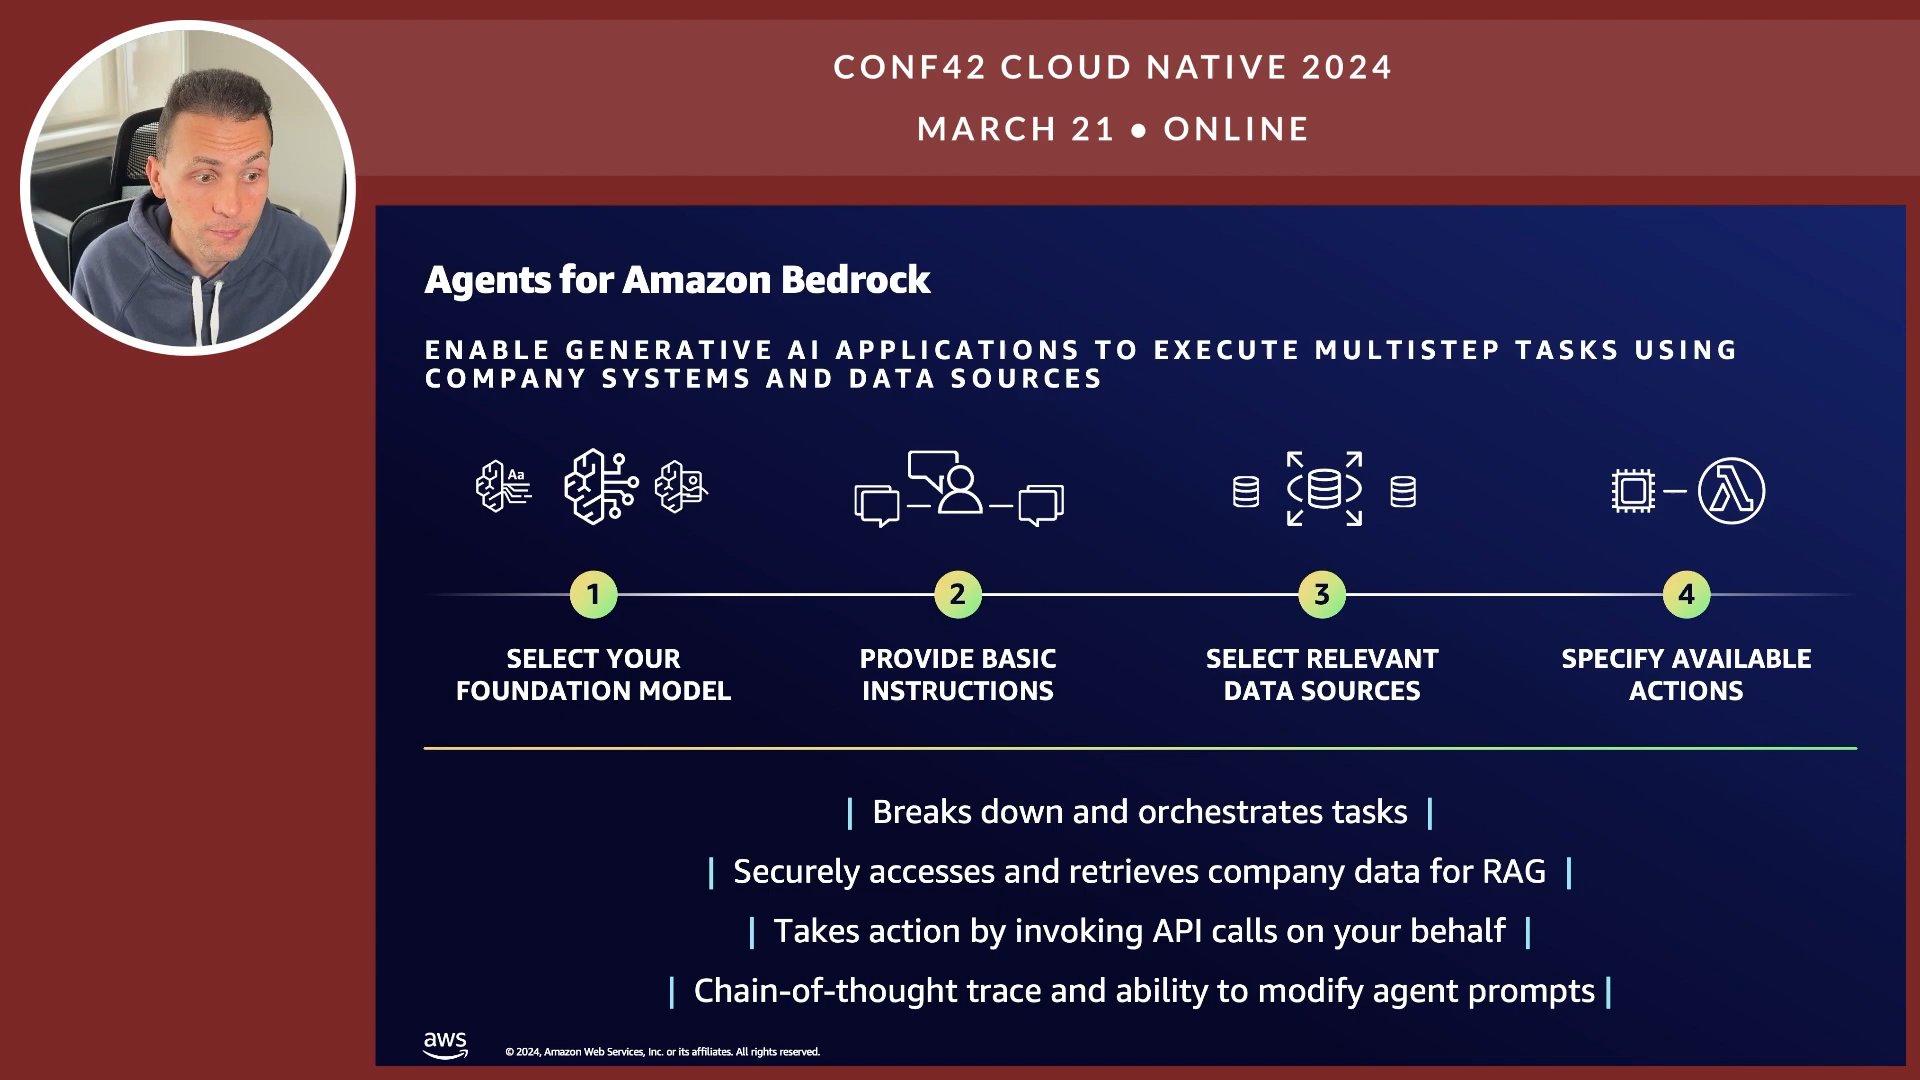 CONF42 CLOUD NATIVE 2024
MARCH 21 • ONLINE
Agents for Amazon Bedrock
ENABLE GENERATIVE AI APPLICATIONS TO EXECUTE MULTISTEP TASKS USING
COMPANY SYSTEMS AND DATA SOURCES
Aa
1
2
3
4
SELECT YOUR
FOUNDATION MODEL
PROVIDE BASIC
INSTRUCTIONS
SELECT RELEVANT
DATA SOURCES
SPECIFY AVAILABLE
ACTIONS
| Breaks down and orchestrates tasks |
| Securely accesses and retrieves company data for RAG |
| Takes action by invoking API calls on your behalf |
| Chain-of-thought trace and ability to modify agent prompts |
aws
© 2024, Amazon Web Services, Inc. or its affiliates. All rights reserved.